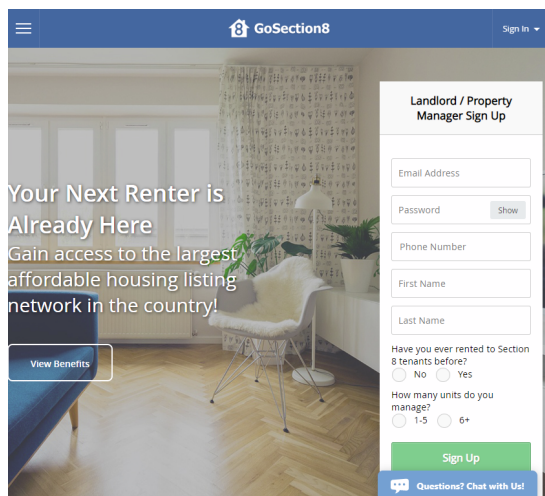 GoSection8
Sign In
Landlord / Property
Manager Sign Up
Your Next Renter is
Already Here
Gain access to the largest
affordable housing listing
network in the country!
View Benefits
Email Address
Password
Show
Phone Number
First Name
Last Name
Have you ever rented to Section
8 tenants before?
No Yes
How many units do you
manage?
1-5 6+
Sign Up
Questions? Chat with Us!